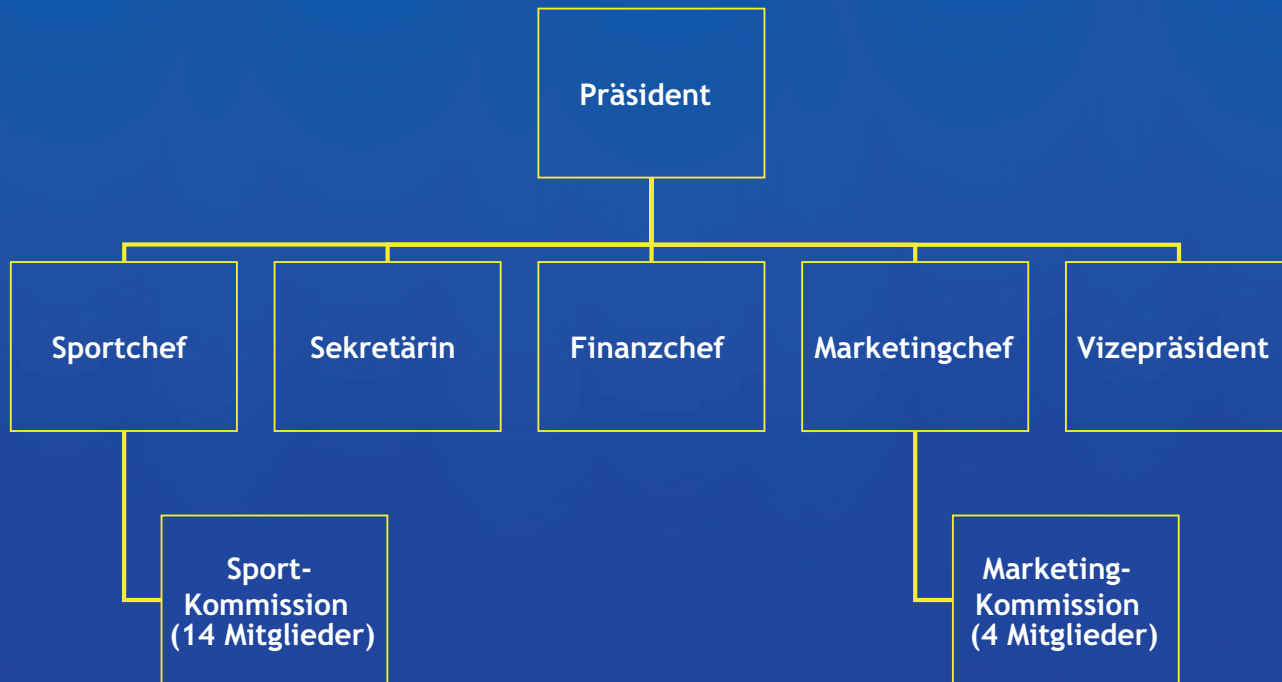 Präsident
Sportchef
Sekretärin
Finanzchef
Marketingchef
Vizepräsident
Sport-
Kommission
(14 Mitglieder)
Marketing-
Kommission
(4 Mitglieder)